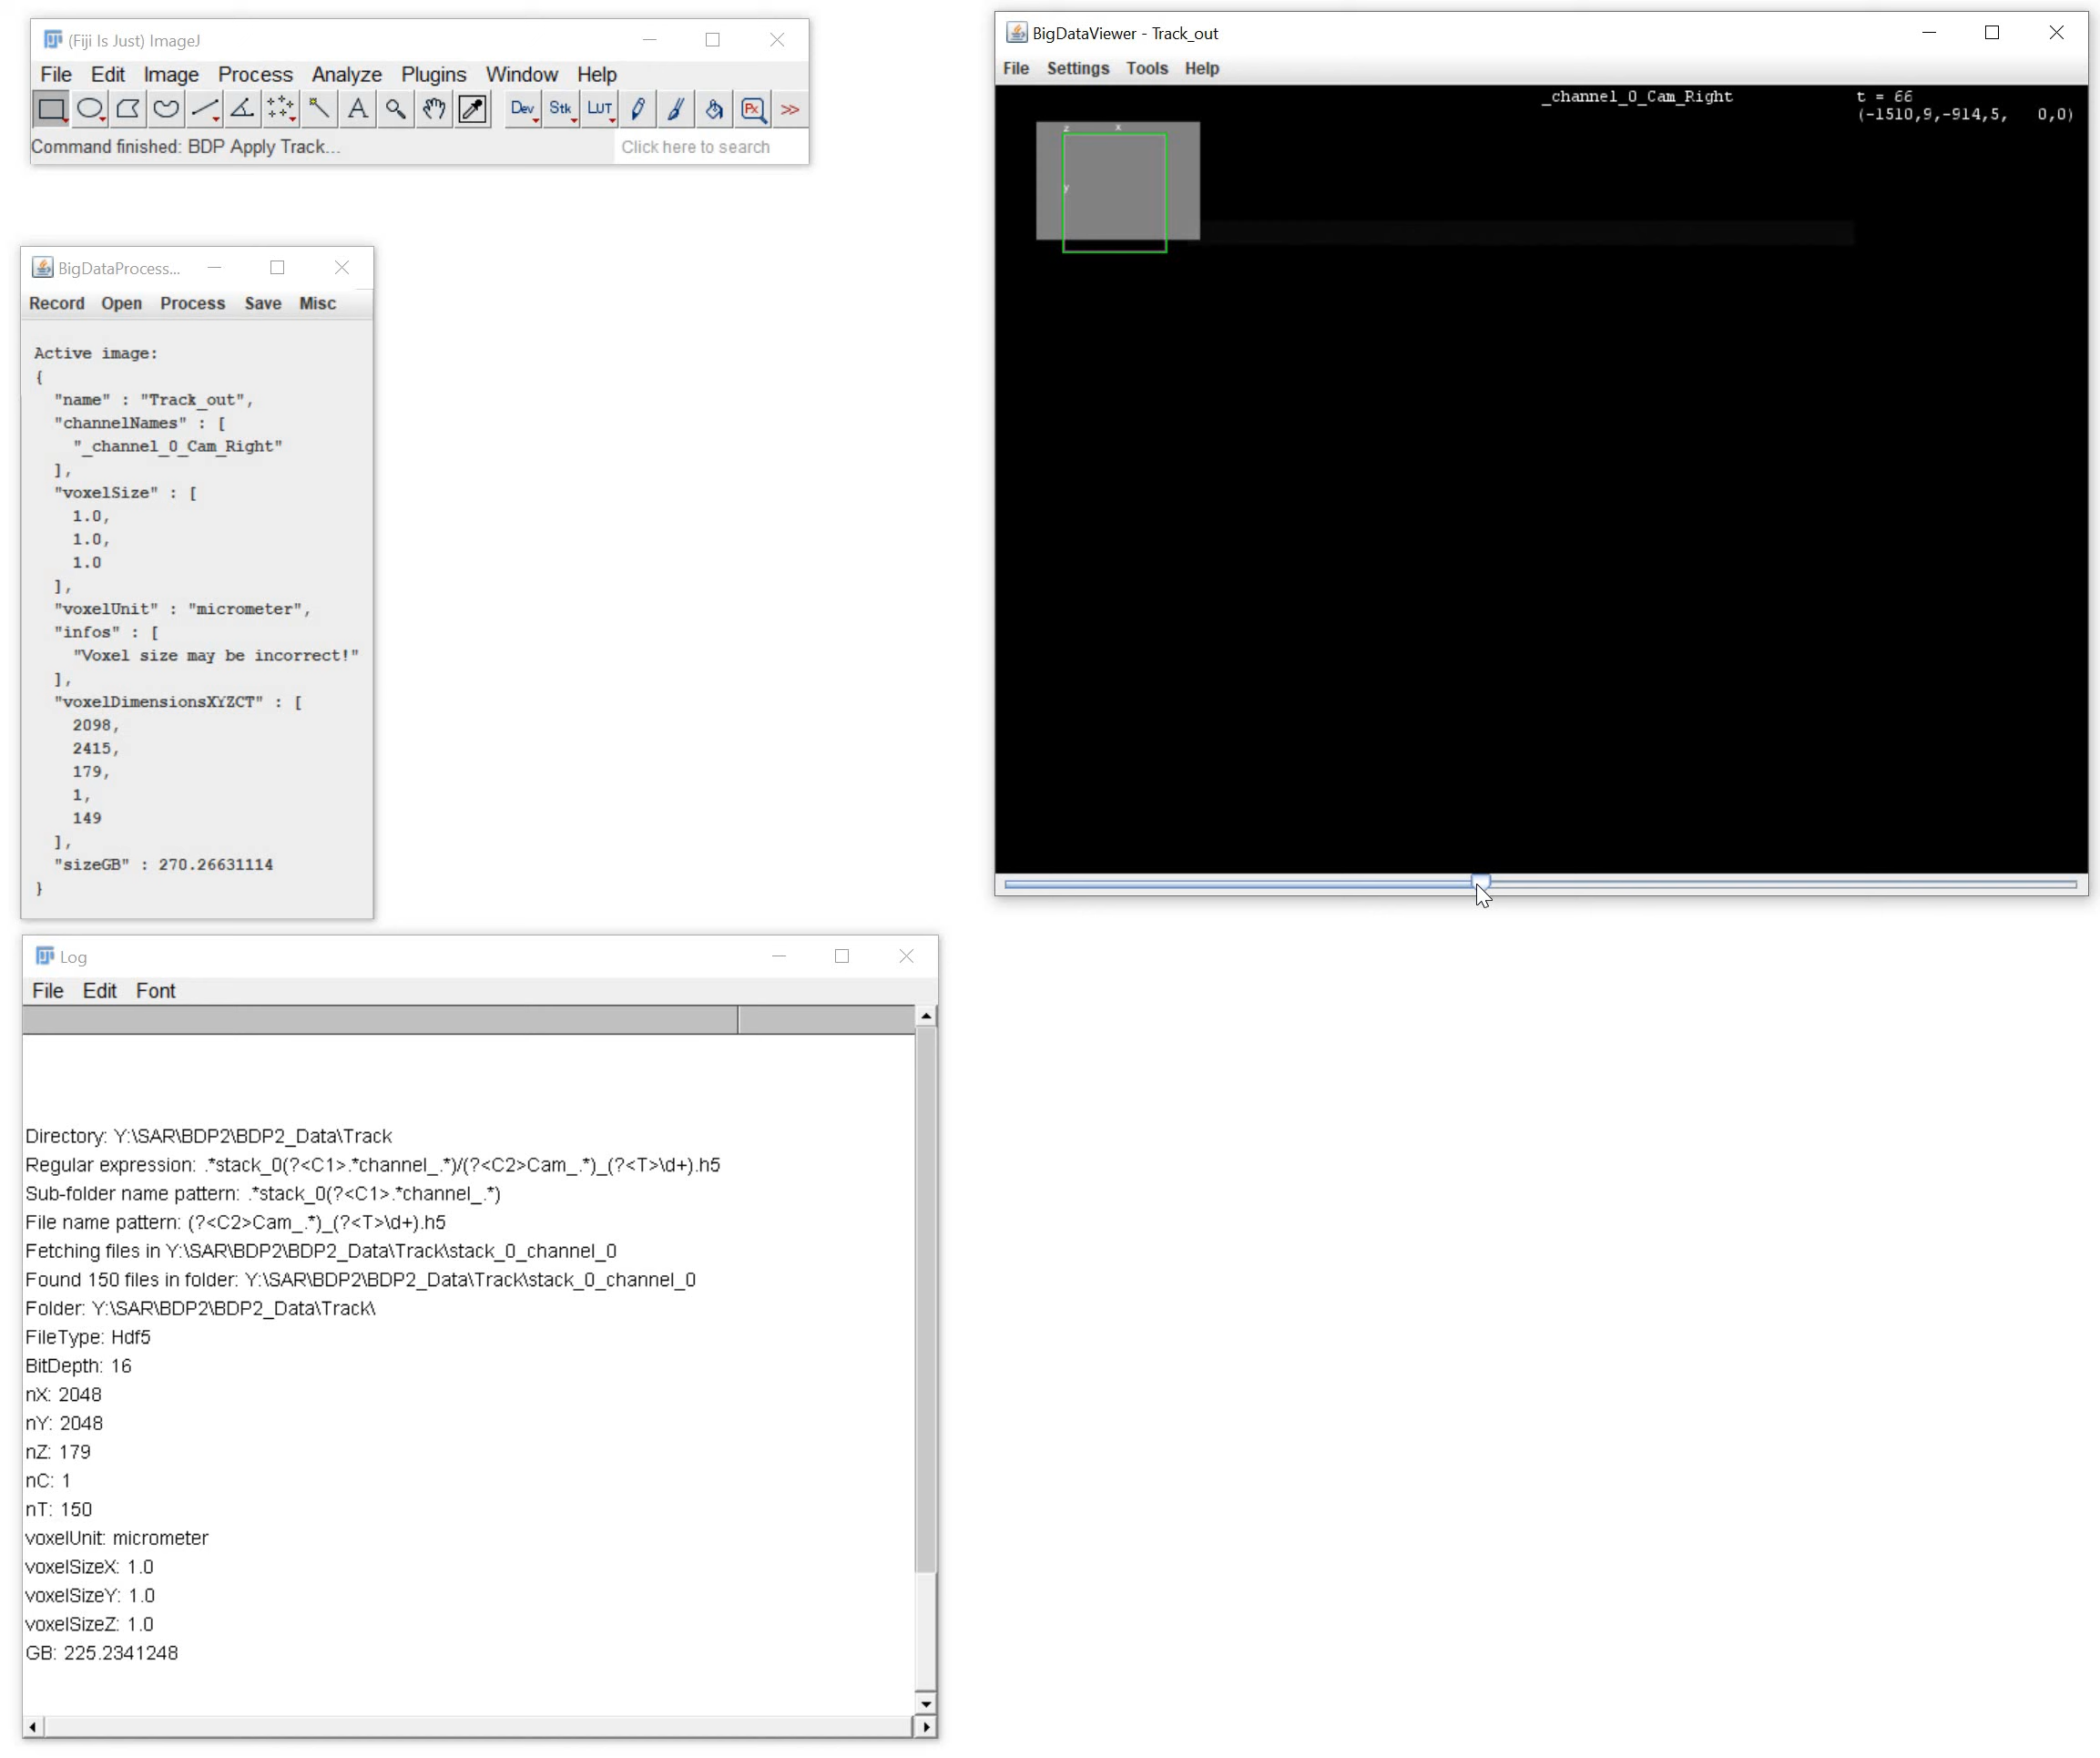 (Fiji Is Just) ImageJ
File Edit Image Process Analyze Plugins Window Help
A Dev Stk LUT Px >>
Command finished: BDP Apply Track... Click here to search
BigDataProcess...
Record Open Process Save Misc
Active image:
{
"name" : "Track_out",
"channelNames" : [
"_channel_0_Cam_Right"
],
"voxelSize" : [
1.0,
1.0,
1.0
],
"voxelUnit" : "micrometer",
"infos" : [
"Voxel size may be incorrect!"
],
"voxelDimensionsXYZCT" : [
2098,
2415,
179,
1,
149
],
"sizeGB" : 270.26631114
}
BigDataViewer - Track_out
File Settings Tools Help
_channel_0_Cam_Right t = 66
(-1510,9,-914,5, 0,0)
z x
y
Log
File Edit Font
Directory: Y:\SAR\BDP2\BDP2_Data\Track
Regular expression: .*stack_0(?<C1>.*channel_.*)/(?<C2>Cam_.*)_(?<T>\d+).h5
Sub-folder name pattern: .*stack_0(?<C1>.*channel_.*)
File name pattern: (?<C2>Cam_.*)_(?<T>\d+).h5
Fetching files in Y:\SAR\BDP2\BDP2_Data\Track\stack_0_channel_0
Found 150 files in folder: Y:\SAR\BDP2\BDP2_Data\Track\stack_0_channel_0
Folder: Y:\SAR\BDP2\BDP2_Data\Track\
FileType: Hdf5
BitDepth: 16
nX: 2048
nY: 2048
nZ: 179
nC: 1
nT: 150
voxelUnit: micrometer
voxelSizeX: 1.0
voxelSizeY: 1.0
voxelSizeZ: 1.0
GB: 225.2341248